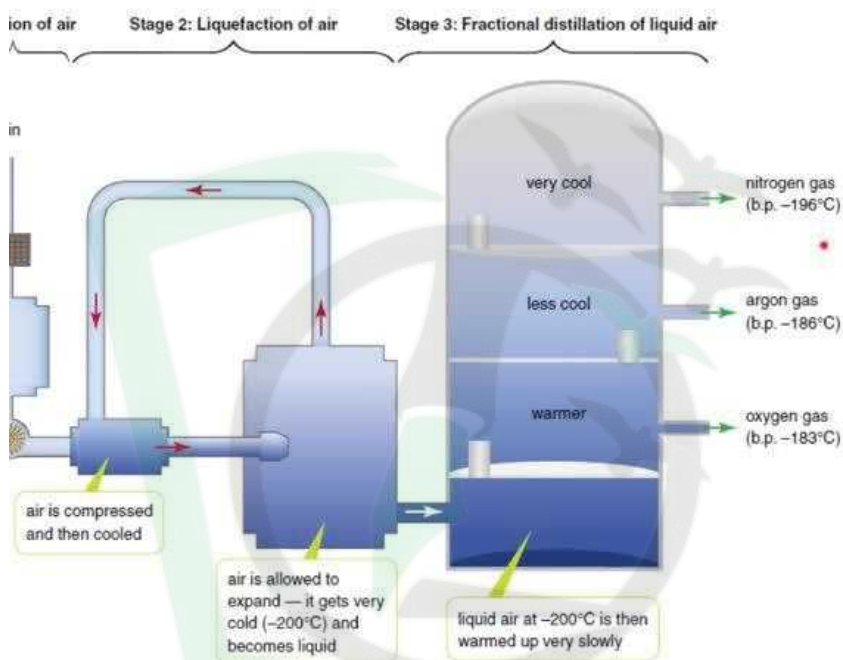 ion of air
Stage 2: Liquefaction of air
Stage 3: Fractional distillation of liquid air
in
very cool
nitrogen gas
(b.p. –196°C)
less cool
argon gas
(b.p. –186°C)
warmer
oxygen gas
(b.p. –183°C)
air is compressed
and then cooled
air is allowed to
expand — it gets very
cold (–200°C) and
becomes liquid
liquid air at –200°C is then
warmed up very slowly